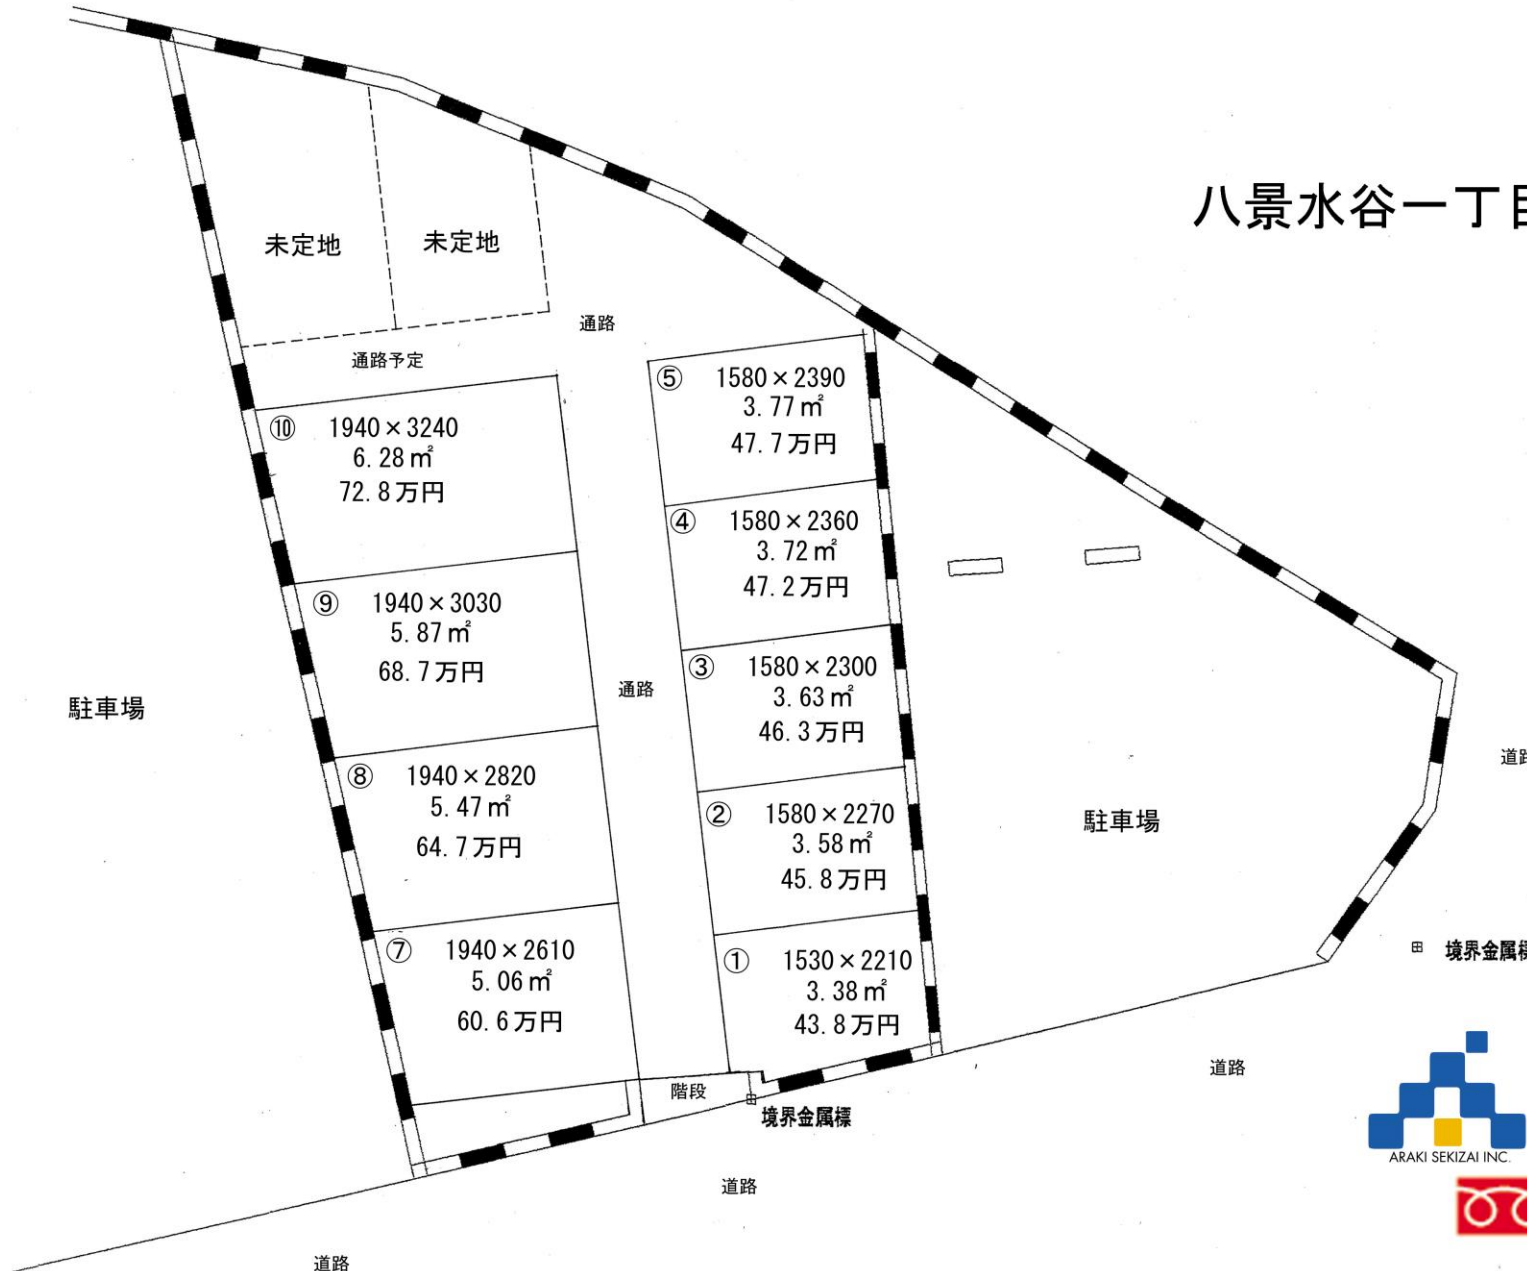 八景水谷一丁目
未定地
未定地
通路
通路予定
⑤ 1580×2390
3.77㎡
47.7万円
⑩ 1940×3240
6.28㎡
72.8万円
④ 1580×2360
3.72㎡
47.2万円
⑨ 1940×3030
5.87㎡
68.7万円
③ 1580×2300
3.63㎡
46.3万円
通路
駐車場
⑧ 1940×2820
5.47㎡
64.7万円
② 1580×2270
3.58㎡
45.8万円
駐車場
道路
⑦ 1940×2610
5.06㎡
60.6万円
① 1530×2210
3.38㎡
43.8万円
境界金属標
階段
境界金属標
道路
ARAKI SEKIZAI INC.
道路
道路